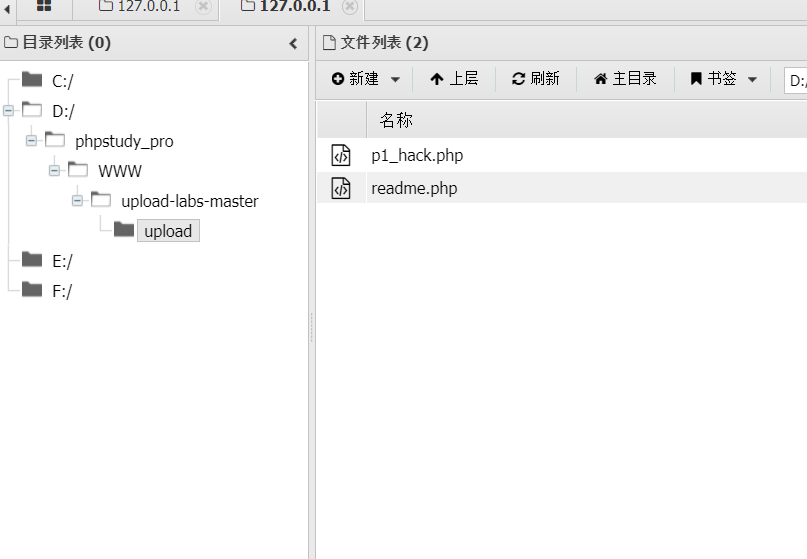 127.0.0.1 127.0.0.1
目录列表 (0)
C:/
D:/
phpstudy_pro
WWW
upload-labs-master
upload
E:/
F:/
文件列表 (2)
新建 上层 刷新 主目录 书签 D:/
名称
p1_hack.php
readme.php